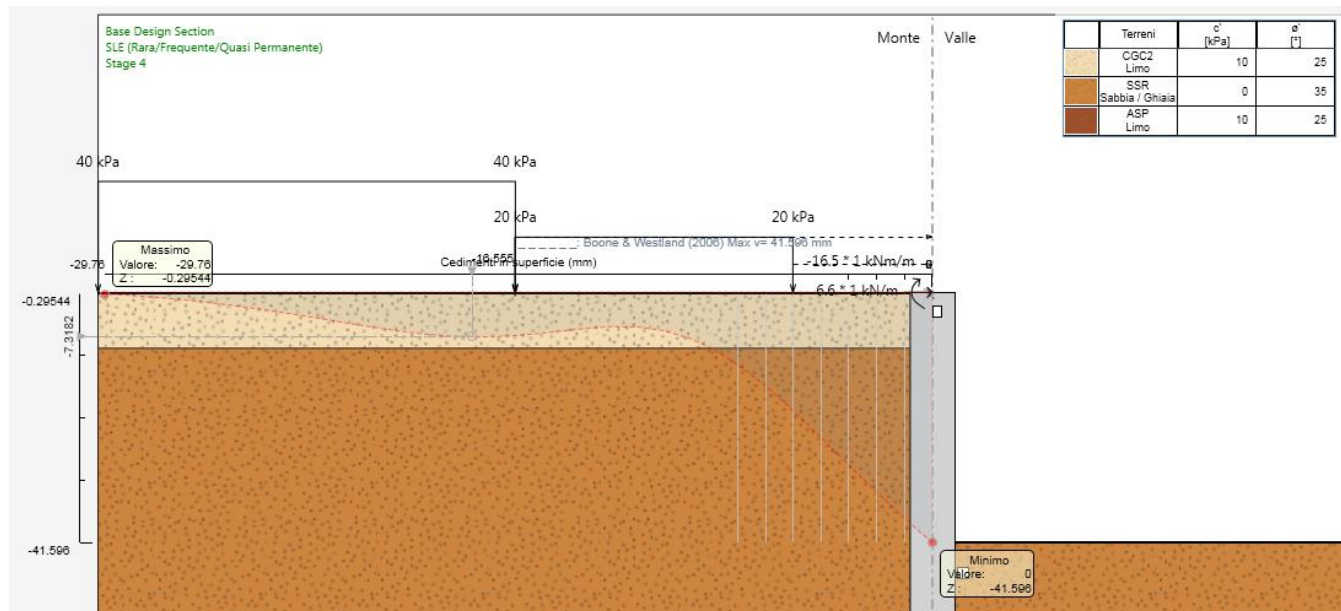 Base Design Section
SLE (Rara/Frequente/Quasi Permanente)
Stage 4
Monte Valle
Terreni c' [kPa] ø' [°]
CGC2
Limo 10 25
SSR
Sabbia / Ghiaia 0 35
ASP
Limo 10 25
40 kPa 40 kPa
20 kPa 20 kPa
: Boone & Westland (2006) Max v= 41.596 mm
Massimo
Valore: -29.76
Z : -0.29544
-29.76
-16.555
Cedimenti in superficie (mm)
-16.5 * 1 kNm/m
0
6.6 * 1 kN/m
-0.29544
-7.3182
-41.596
Minimo
Valore: 0
Z : -41.596